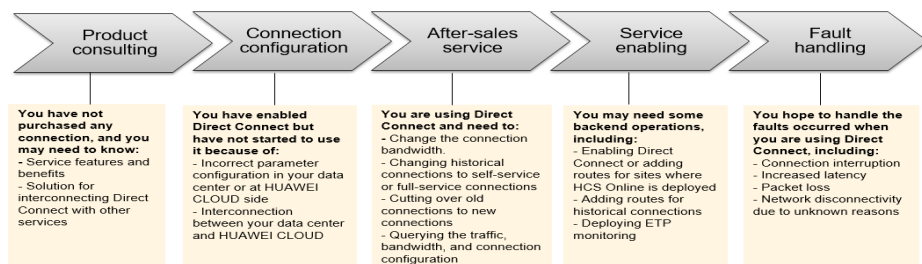 Product
consulting
Connection
configuration
After-sales
service
Service
enabling
Fault
handling
You have not
purchased any
connection, and you
may need to know:
- Service features and
benefits
- Solution for
interconnecting Direct
Connect with other
services
You have enabled
Direct Connect but
have not started to use
it because of:
- Incorrect parameter
configuration in your data
center or at HUAWEI
CLOUD side
- Interconnection
between your data center
and HUAWEI CLOUD
You are using Direct
Connect and need to:
- Change the connection
bandwidth.
- Changing historical
connections to self-service
or full-service connections
- Cutting over old
connections to new
connections
- Querying the traffic,
bandwidth, and connection
configuration
You may need some
backend operations,
including:
- Enabling Direct
Connect or adding
routes for sites where
HCS Online is deployed
- Adding routes for
historical connections
- Deploying ETP
monitoring
You hope to handle the
faults occurred when
you are using Direct
Connect, including:
- Connection interruption
- Increased latency
- Packet loss
- Network disconnectivity
due to unknown reasons